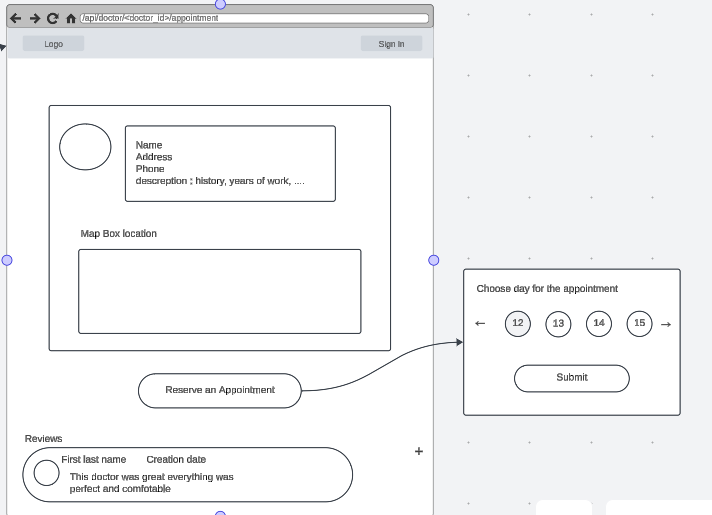 /api/doctor/<doctor_id>/appointment
Logo
Sign In
Name
Address
Phone
descreption ; history, years of work, ....
Map Box location
Choose day for the appointment
← 12 13 14 15 →
Submit
Reserve an Appointment
Reviews
+
First last name Creation date
This doctor was great everything was
perfect and comfotable